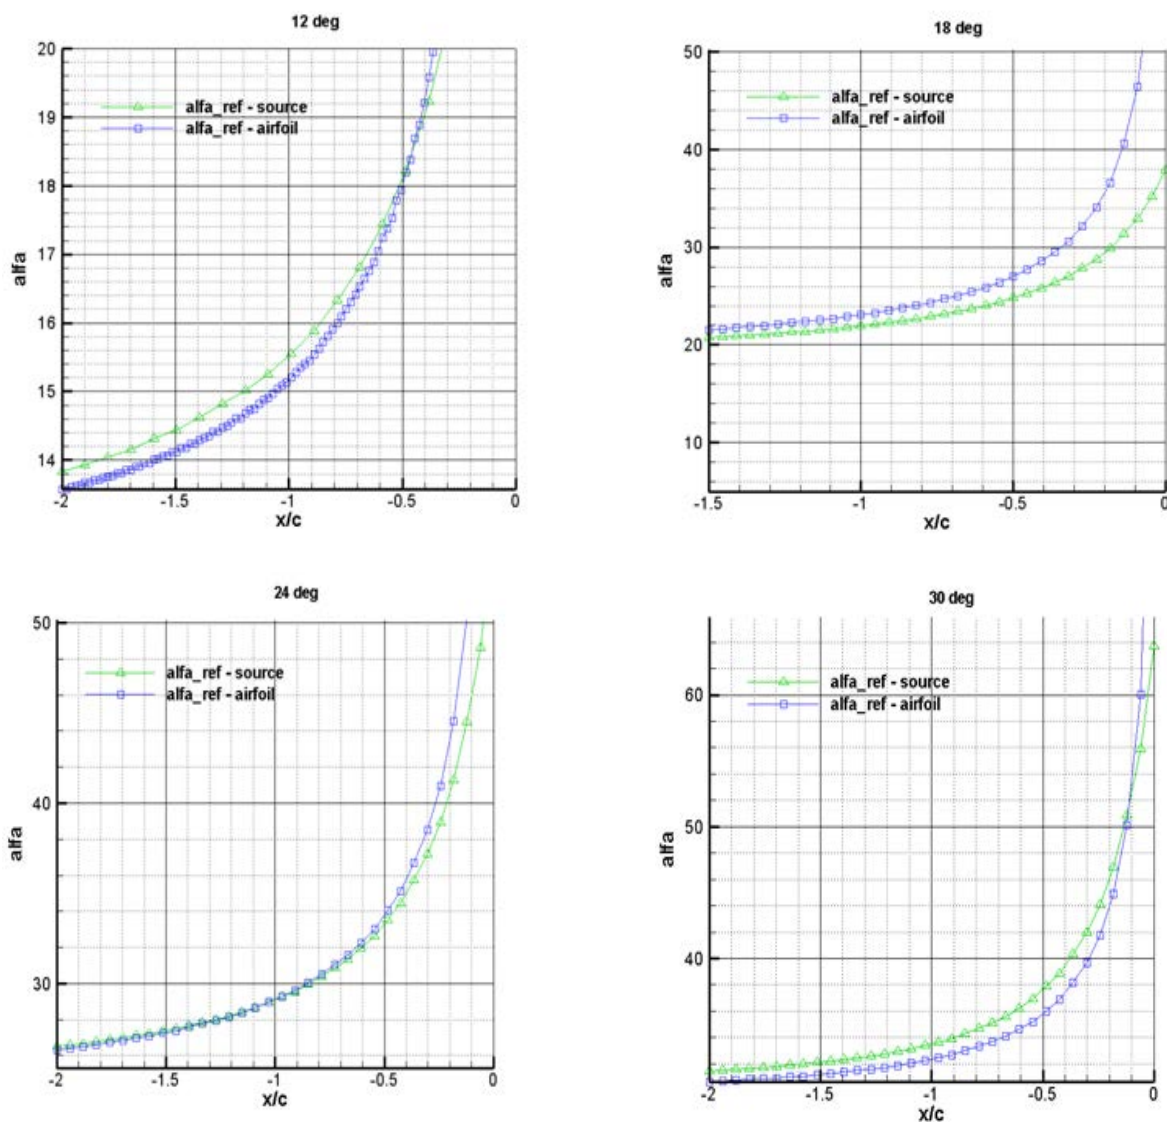 12 deg
20
19
18
17
16
15
14
alfa
alfa_ref - source
alfa_ref - airfoil
-2
-1.5
-1
-0.5
0
x/c
18 deg
50
40
30
20
10
alfa
alfa_ref - source
alfa_ref - airfoil
-1.5
-1
-0.5
0
x/c
24 deg
50
40
30
alfa
alfa_ref - source
alfa_ref - airfoil
-2
-1.5
-1
-0.5
0
x/c
30 deg
60
50
40
alfa
alfa_ref - source
alfa_ref - airfoil
-2
-1.5
-1
-0.5
0
x/c